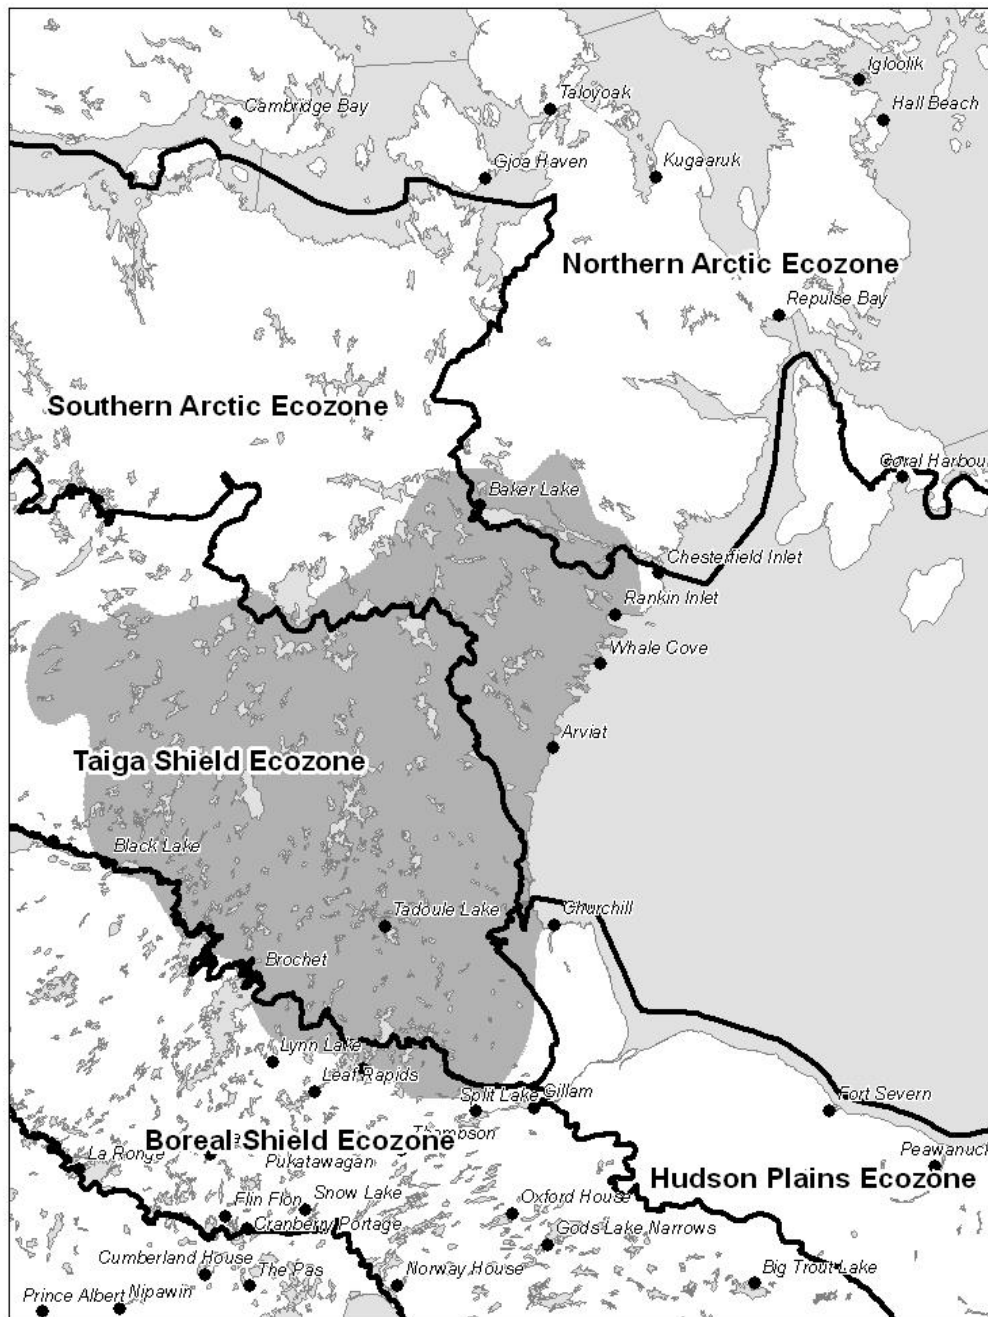 Igloolik
Cambridge Bay
Taloyoak
Hall Beach
Gjoa Haven
Kugaaruk
Northern Arctic Ecozone
Repulse Bay
Southern Arctic Ecozone
Coral Harbour
Baker Lake
Chesterfield Inlet
Rankin Inlet
Whale Cove
Arviat
Taiga Shield Ecozone
Black Lake
Tadoule Lake
Churchill
Brochet
Lynn Lake
Leaf Rapids
Split Lake
Gillam
Fort Severn
Thompson
Boreal Shield Ecozone
La Ronge
Pukatawagan
Peawanuck
Hudson Plains Ecozone
Flin Flon
Snow Lake
Oxford House
Cranberry Portage
Gods Lake Narrows
Cumberland House
The Pas
Norway House
Big Trout Lake
Prince Albert
Nipawin